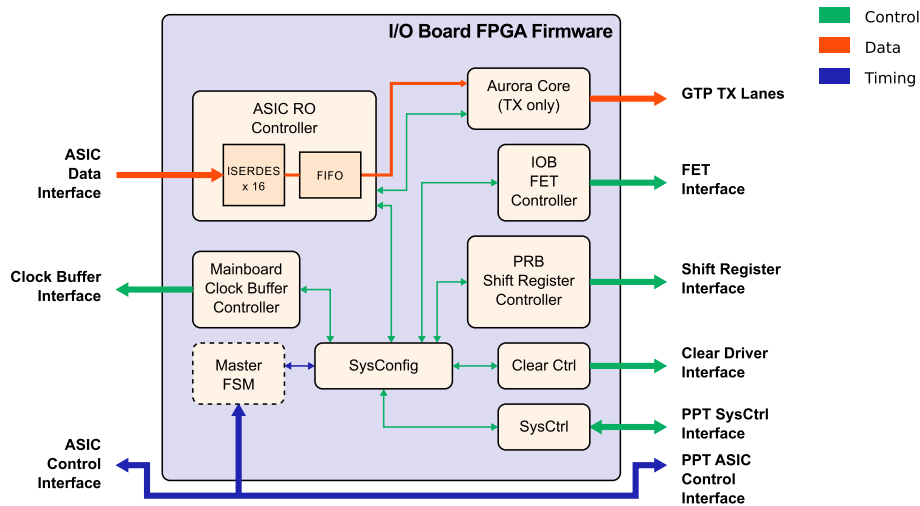 I/O Board FPGA Firmware
Control
Data
Timing
ASIC RO
Controller
ISERDES
x 16
FIFO
Aurora Core
(TX only)
GTP TX Lanes
ASIC
Data
Interface
IOB
FET
Controller
FET
Interface
Clock Buffer
Interface
Mainboard
Clock Buffer
Controller
PRB
Shift Register
Controller
Shift Register
Interface
Master
FSM
SysConfig
Clear Ctrl
Clear Driver
Interface
SysCtrl
PPT SysCtrl
Interface
ASIC
Control
Interface
PPT ASIC
Control
Interface